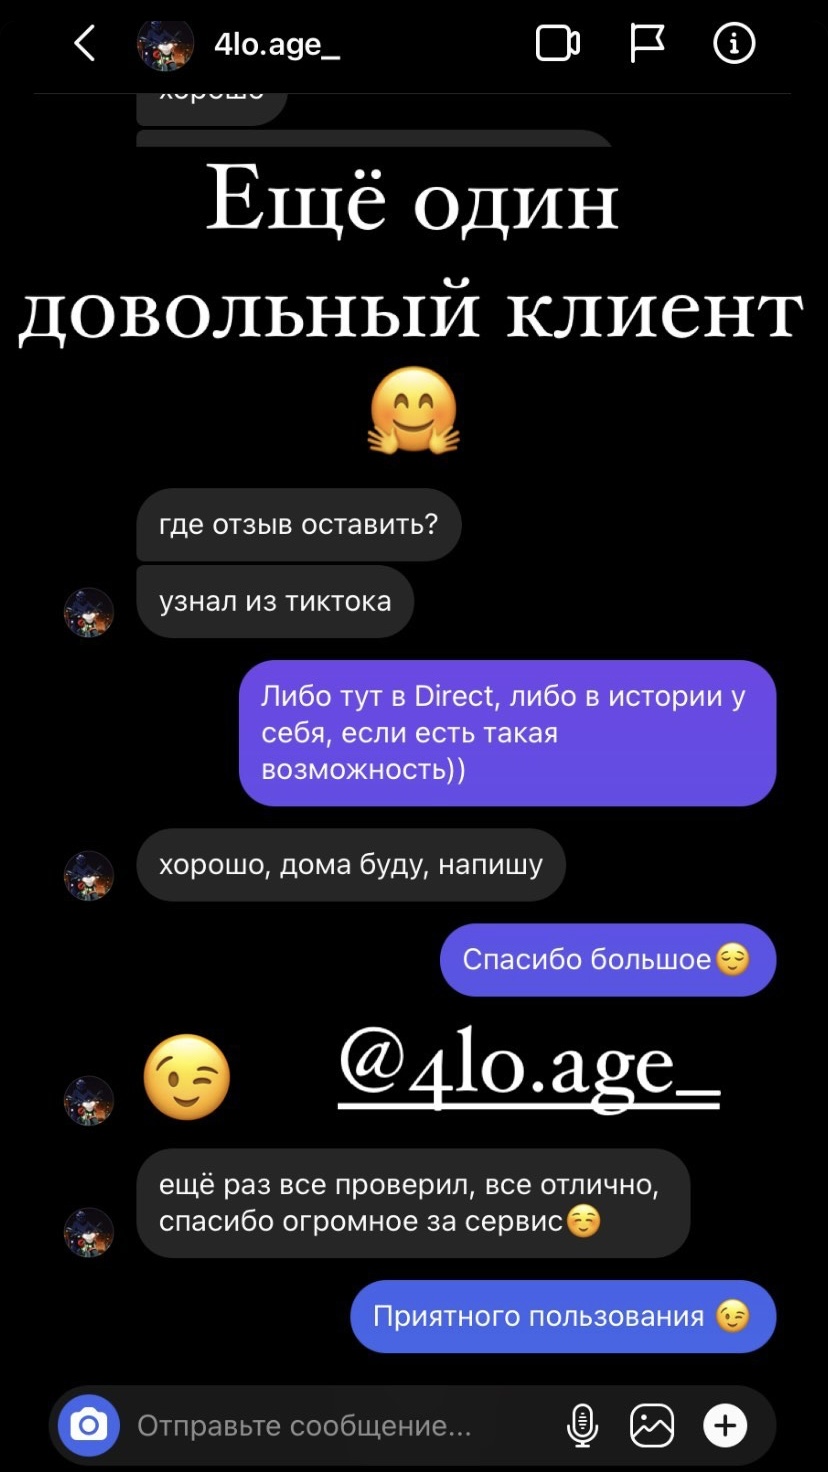 4lo.age_
хорошо
Ещё один
довольный клиент
где отзыв оставить?
узнал из тиктока
Либо тут в Direct, либо в истории у
себя, если есть такая
возможность))
хорошо, дома буду, напишу
Спасибо большое😌
😉
@4lo.age_
ещё раз все проверил, все отлично,
спасибо огромное за сервис☺️
Приятного пользования 😉
Отправьте сообщение...